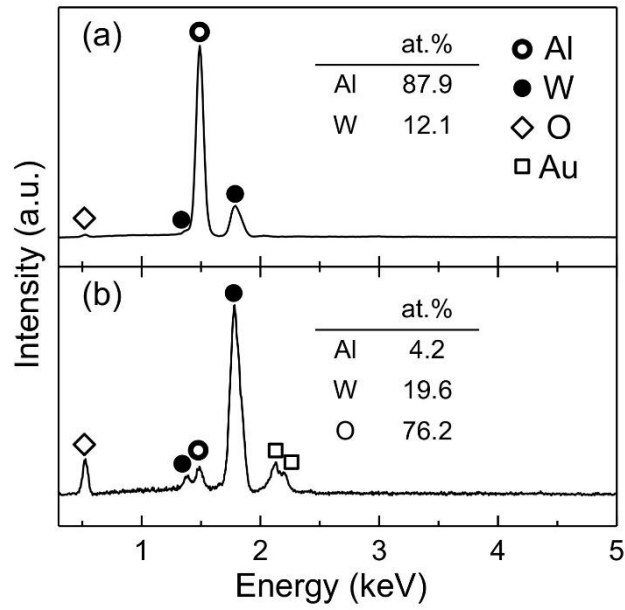 (a)
at.%
Al 87.9
W 12.1
Al
W
O
Au
(b)
at.%
Al 4.2
W 19.6
O 76.2
Intensity (a.u.)
1 2 3 4 5
Energy (keV)